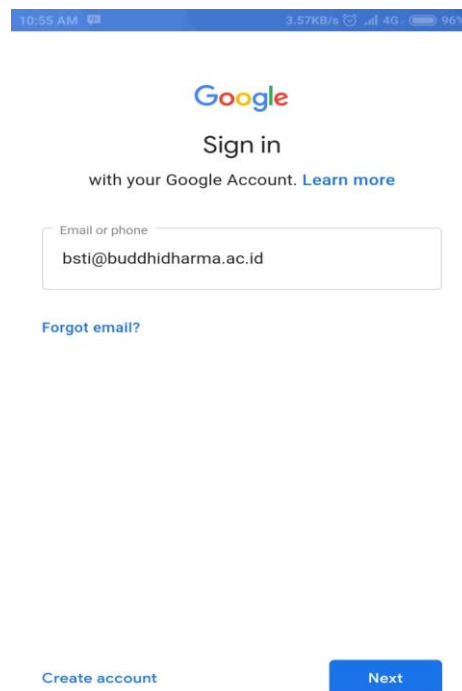 10:55 AM 3.57KB/s 4G 96%
Google
Sign in
with your Google Account. Learn more
Email or phone
bsti@buddhidharma.ac.id
Forgot email?
Create account Next